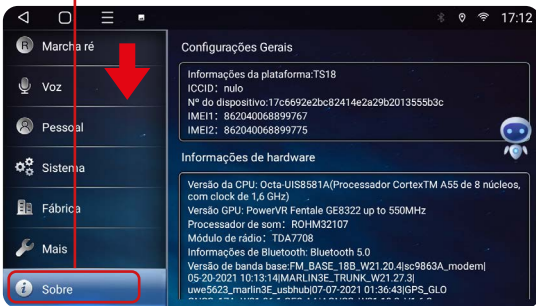 17:12
Marcha ré
Voz
Pessoal
Sistema
Fábrica
Mais
Sobre
Configurações Gerais
Informações da plataforma:TS18
ICCID: nulo
Nº do dispositivo:17c6692e2bc82414e2a29b2013555b3c
IMEI1: 862040068899767
IMEI2: 862040068899775
Informações de hardware
Versão da CPU: Octa-UIS8581A(Processador CortexTM A55 de 8 núcleos,
com clock de 1,6 GHz)
Versão GPU: PowerVR Fentale GE8322 up to 550MHz
Processador de som: ROHM32107
Módulo de rádio: TDA7708
Informações de Bluetooth: Bluetooth 5.0
Versão de banda base:FM_BASE_18B_W21.20.4|sc9863A_modem|
05-20-2021 10:13:14|MARLIN3E_TRUNK_W21.27.3|
uwe5623_marlin3E_usbhub|07-07-2021 01:36:43|GPS_GLO